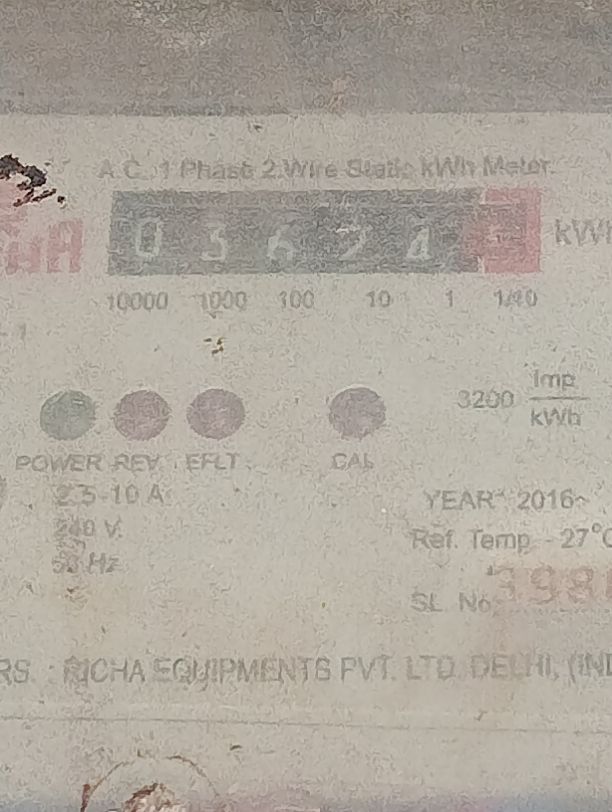 A.C. 1 Phase 2 Wire Static kWh Meter
0 3 6 2 4
kWh
10000 1000 100 10 1 1/10
3200 Imp
kWh
POWER REV EFLT CAL
2.5-10 A
240 V.
50 Hz
YEAR 2016
Ref. Temp - 27°C
SL No. 398
RS : RICHA EQUIPMENTS PVT. LTD. DELHI, (IND